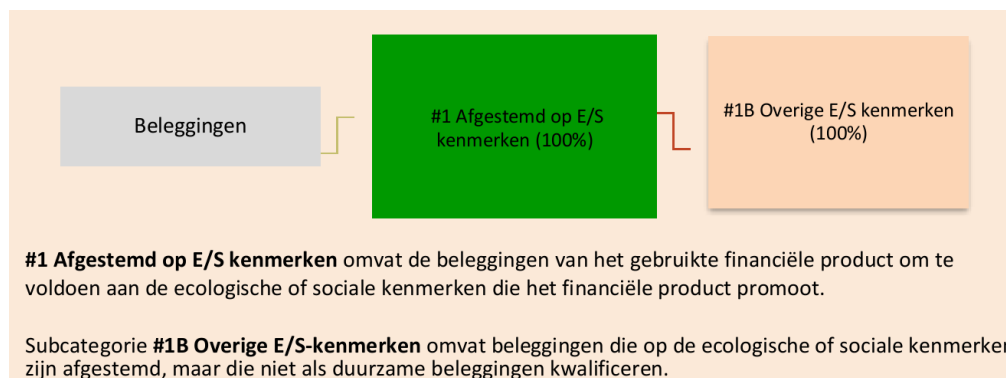 Beleggingen
#1 Afgestemd op E/S
kenmerken (100%)
#1B Overige E/S kenmerken
(100%)
#1 Afgestemd op E/S kenmerken omvat de beleggingen van het gebruikte financiële product om te
voldoen aan de ecologische of sociale kenmerken die het financiële product promoot.
Subcategorie #1B Overige E/S-kenmerken omvat beleggingen die op de ecologische of sociale kenmerken
zijn afgestemd, maar die niet als duurzame beleggingen kwalificeren.